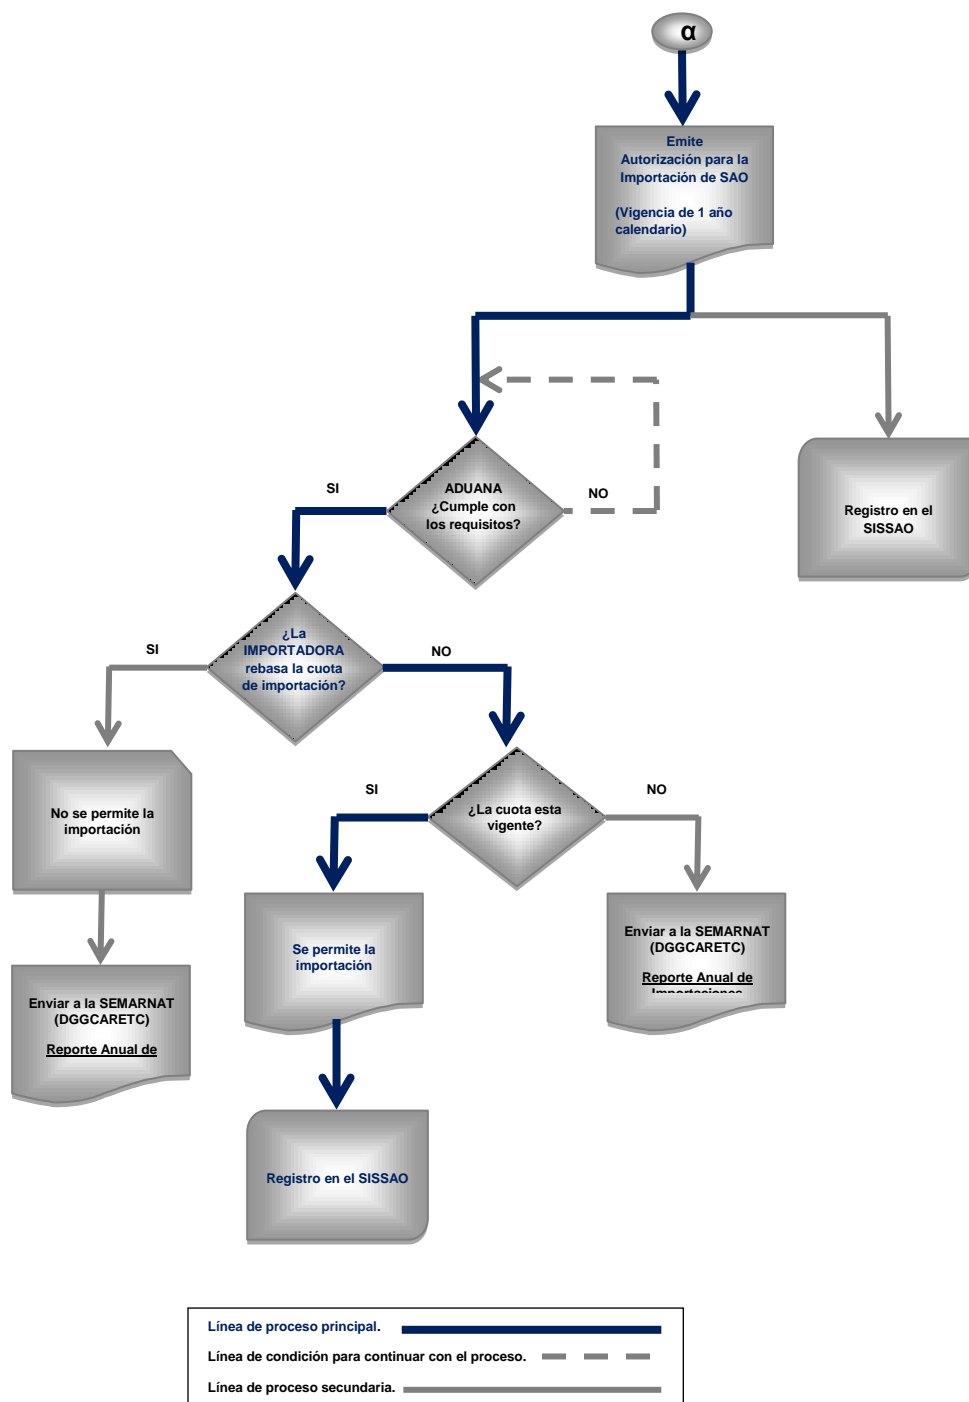 α
Emite
Autorización para la
Importación de SAO
(Vigencia de 1 año
calendario)
ADUANA
¿Cumple con
los requisitos?
SI
NO
Registro en el
SISSAO
¿La
IMPORTADORA
rebasa la cuota
de importación?
SI
NO
No se permite la
importación
¿La cuota esta
vigente?
SI
NO
Enviar a la SEMARNAT
(DGGCARETC)
Reporte Anual de
Se permite la
importación
Enviar a la SEMARNAT
(DGGCARETC)
Reporte Anual de
Importaciones
Registro en el SISSAO
Línea de proceso principal.
Línea de condición para continuar con el proceso.
Línea de proceso secundaria.